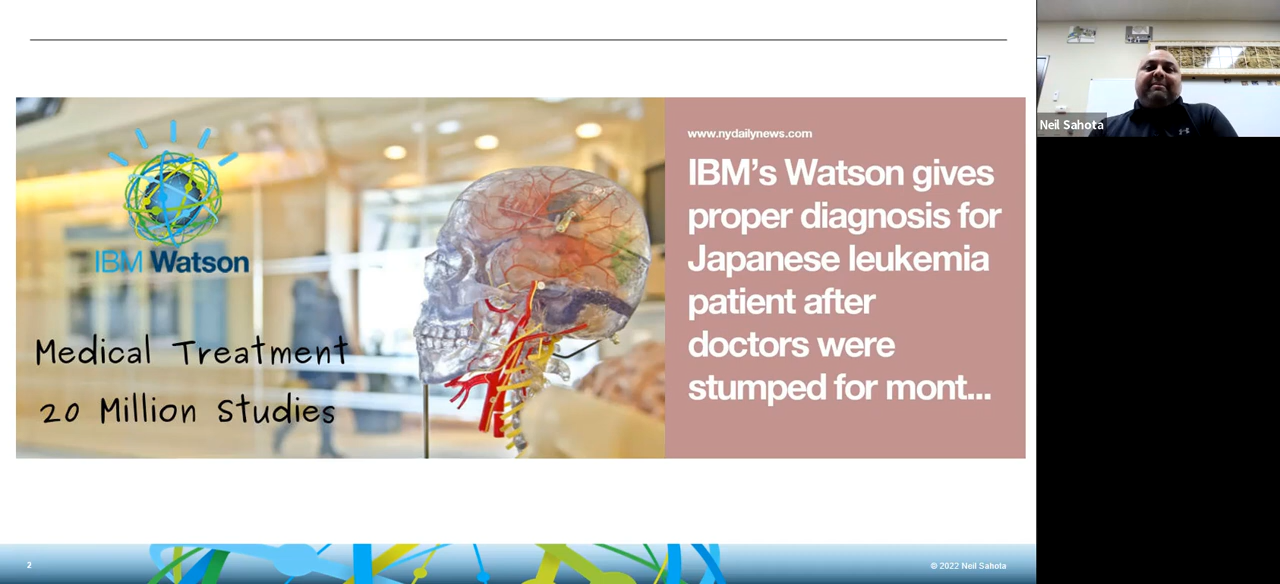 IBM Watson
Medical Treatment
20 Million Studies
www.nydailynews.com
IBM’s Watson gives
proper diagnosis for
Japanese leukemia
patient after
doctors were
stumped for mont...
2
© 2022 Neil Sahota
Neil Sahota